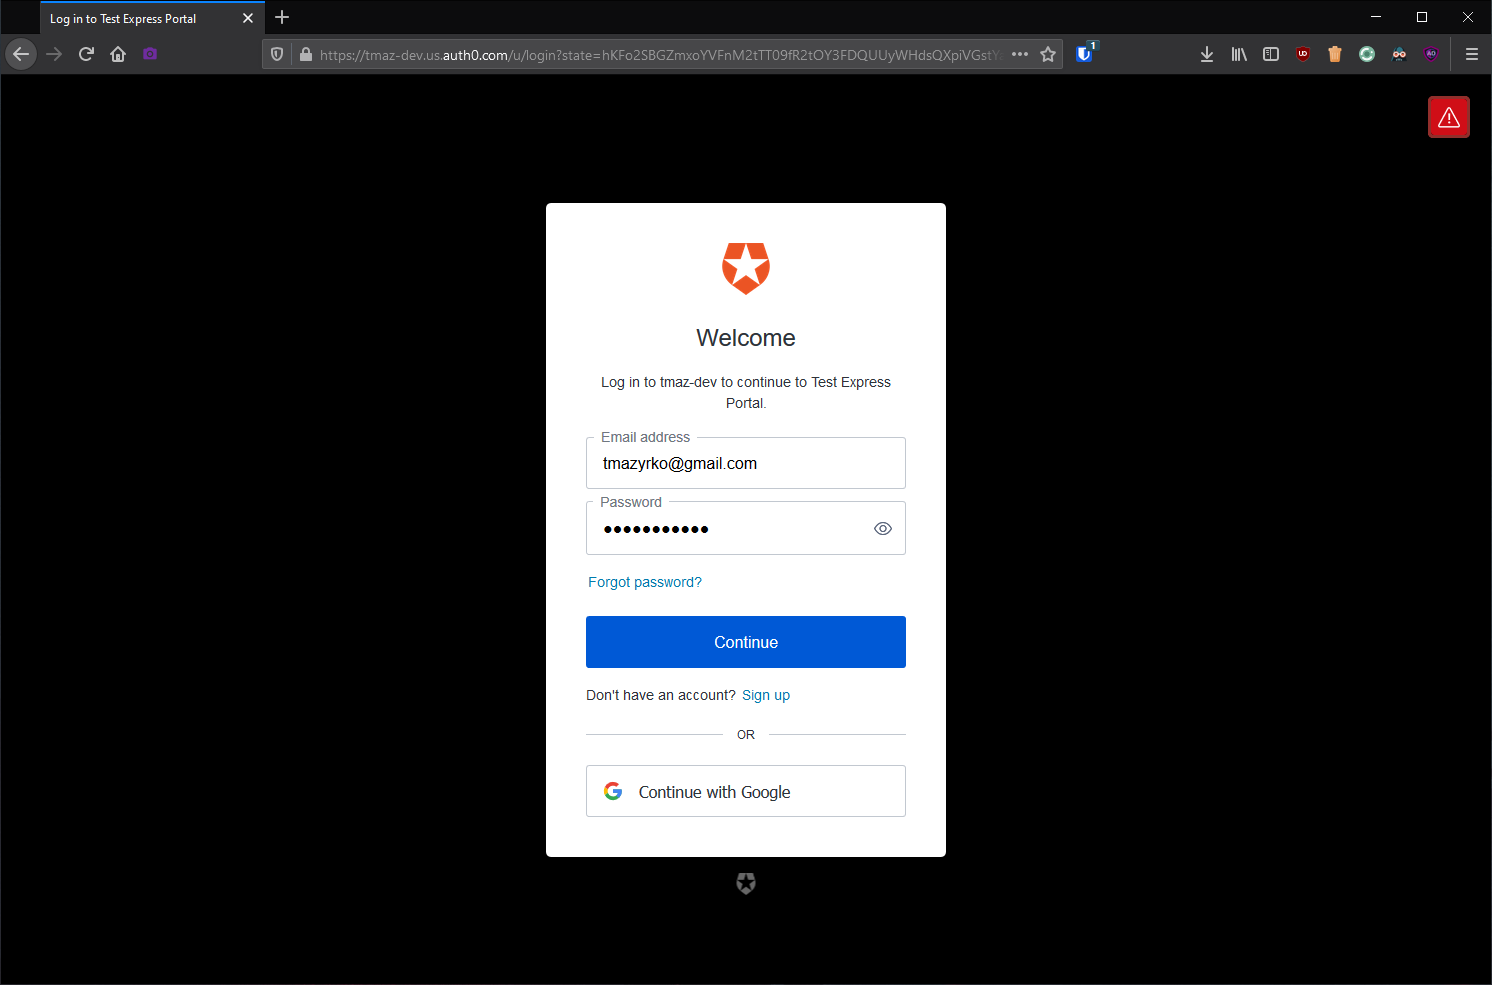 Log in to Test Express Portal
https://tmaz-dev.us.auth0.com/u/login?state=hKFo2SBGZmxoYVFnM2tTT09fR2tOY3FDQUUyWHdsQXpiVGstY
1
Welcome
Log in to tmaz-dev to continue to Test Express
Portal.
Email address
tmazyrko@gmail.com
Password
Forgot password?
Continue
Don't have an account? Sign up
OR
Continue with Google